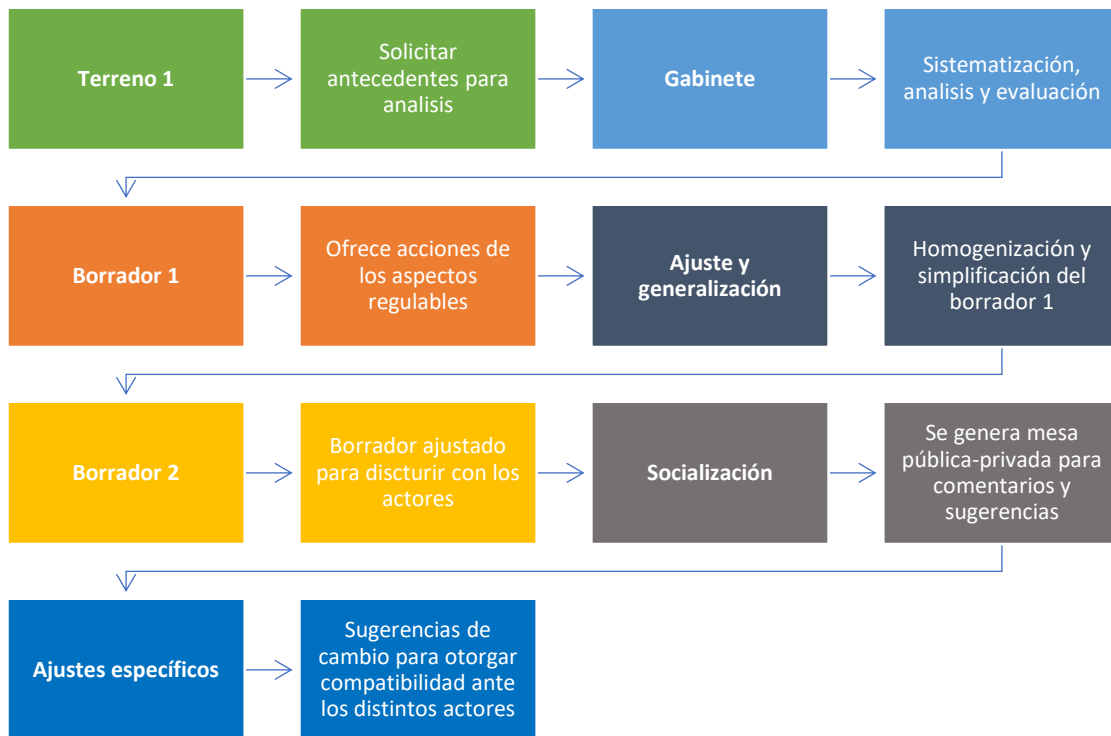 Terreno 1
Solicitar
antecedentes para
analisis
Gabinete
Sistematización,
analisis y evaluación
Borrador 1
Ofrece acciones de
los aspectos
regulables
Ajuste y
generalización
Homogenización y
simplificación del
borrador 1
Borrador 2
Borrador ajustado
para discturir con los
actores
Socialización
Se genera mesa
pública-privada para
comentarios y
sugerencias
Ajustes específicos
Sugerencias de
cambio para otorgar
compatibilidad ante
los distintos actores